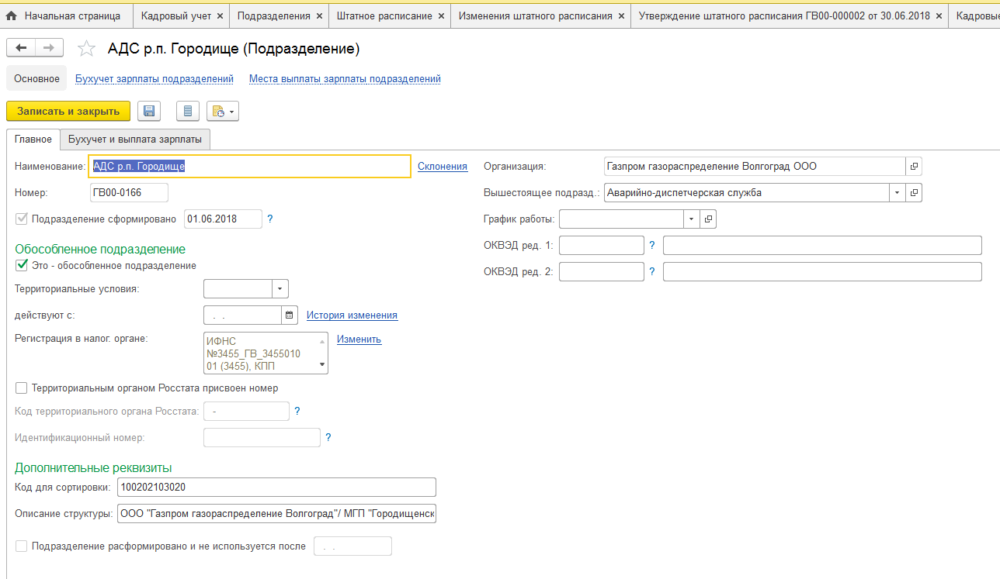 Начальная страница Кадровый учет × Подразделения × Штатное расписание × Изменения штатного расписания × Утверждение штатного расписания ГВ00-000002 от 30.06.2018 × Кадровые
АДС р.п. Городище (Подразделение)
Основное Бухучет зарплаты подразделений Места выплаты зарплаты подразделений
Записать и закрыть
Главное Бухучет и выплата зарплаты
Наименование: АДС р.п. Городище Склонения Организация: Газпром газораспределение Волгоград ООО
Номер: ГВ00-0166 Вышестоящее подразд.: Аварийно-диспетчерская служба
Подразделение сформировано 01.06.2018 ? График работы:
ОКВЭД ред. 1: ?
Обособленное подразделение
Это - обособленное подразделение
ОКВЭД ред. 2: ?
Территориальные условия:
действуют с: . . История изменения
Регистрация в налог. органе: ИФНС Изменить
№3455_ГВ_3455010
01 (3455), КПП
Территориальным органом Росстата присвоен номер
Код территориального органа Росстата: - ?
Идентификационный номер: ?
Дополнительные реквизиты
Код для сортировки: 100202103020
Описание структуры: ООО "Газпром газораспределение Волгоград"/ МГП "Городищенск
Подразделение расформировано и не используется после . .